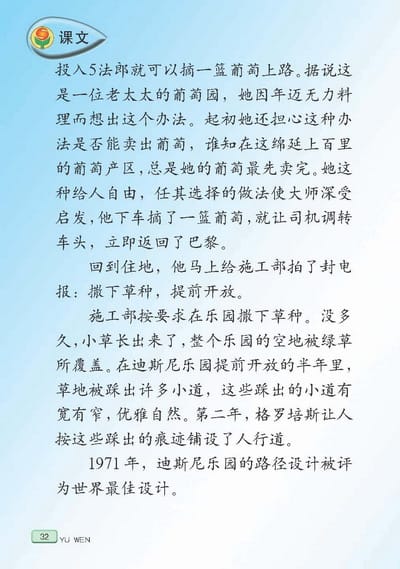 课文
投入5法郎就可以摘一篮葡萄上路。据说这
是一位老太太的葡萄园，她因年迈无力料
理而想出这个办法。起初她还担心这种办
法是否能卖出葡萄，谁知在这绵延上百里
的葡萄产区，总是她的葡萄最先卖完。她这
种给人自由，任其选择的做法使大师深受
启发，他下车摘了一篮葡萄，就让司机调转
车头，立即返回了巴黎。
回到住地，他马上给施工部拍了封电
报：撒下草种，提前开放。
施工部按要求在乐园撒下草种。没多
久，小草长出来了，整个乐园的空地被绿草
所覆盖。在迪斯尼乐园提前开放的半年里，
草地被踩出许多小道，这些踩出的小道有
宽有窄，优雅自然。第二年，格罗培斯让人
按这些踩出的痕迹铺设了人行道。
1971年，迪斯尼乐园的路径设计被评
为世界最佳设计。
32
YU WEN